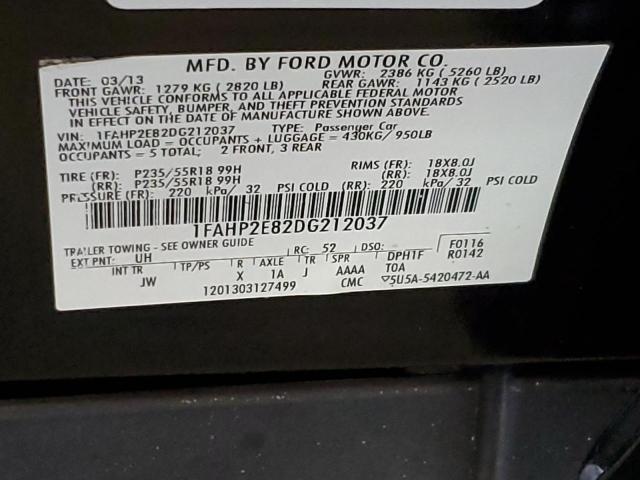 MFD. BY FORD MOTOR CO.
DATE: 03/13 GVWR: 2386 KG (5260 LB)
FRONT GAWR: 1279 KG (2820 LB) REAR GAWR: 1143 KG (2520 LB)
THIS VEHICLE CONFORMS TO ALL APPLICABLE FEDERAL MOTOR
VEHICLE SAFETY, BUMPER, AND THEFT PREVENTION STANDARDS
IN EFFECT ON THE DATE OF MANUFACTURE SHOWN ABOVE.
VIN: 1FAHP2E82DG212037 TYPE: Passenger Car
MAXIMUM LOAD = OCCUPANTS + LUGGAGE = 430KG/ 950LB
OCCUPANTS = 5 TOTAL; 2 FRONT, 3 REAR
TIRE (FR): P235/55R18 99H RIMS (FR): 18X8.0J
(RR): P235/55R18 99H (RR): 18X8.0J
PRESSURE (FR): 220 kPa/ 32 PSI COLD (RR): 220 kPa/ 32 PSI COLD
1FAHP2E82DG212037
TRAILER TOWING - SEE OWNER GUIDE
EXT PNT: UH RC: 52 DSO: F0116
INT TR TP/PS R AXLE TR SPR DPH1F R0142
JW X 1A J AAAA TOA
1201303127499 CMC ▽5U5A-5420472-AA